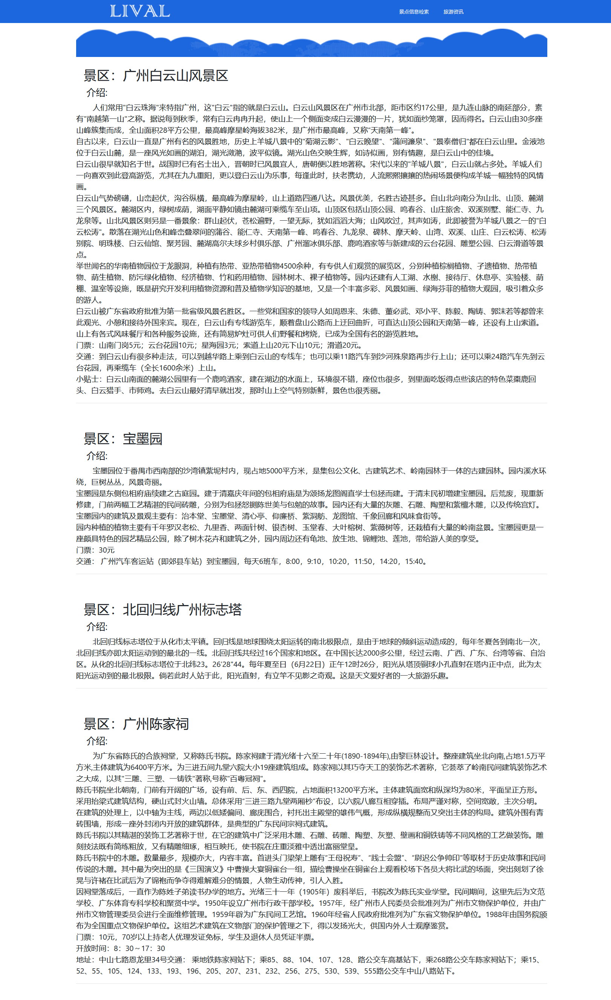 LIVAL
景点信息检索
旅游资讯
景区：广州白云山风景区
介绍:
人们常用"白云珠海"来特指广州，这"白云"指的就是白云山。白云山风景区在广州市北部，距市区约17公里，是九连山脉的南延部分，素
有"南越第一山"之称。据说每到秋季，常有白云冉冉升起，使山上一个侧面变成白云漫漫的一片，犹如面纱笼罩，因而得名。白云山由30多座
山峰簇集而成，全山面积28平方公里，最高峰摩星岭海拔382米，是广州市最高峰，又称“天南第一峰”。
自古以来，白云山一直是广州有名的风景胜地，历史上羊城八景中的"菊湖云影"、"白云晚望"、"蒲间濂泉"、"景泰僧归"都在白云山里。金液池
位于白云山麓，是一座风光如画的湖泊，湖光潋滟，波平似镜。湖光山色交映生辉，如诗似画，别有情趣，是白云山中的佳境。
白云山很早就知名于世。战国时已有名士出入，晋朝时已风景宜人，唐朝便以胜地著称。宋代以来的"羊城八景"，白云山就占多处。羊城人们
一向喜欢到此登高游览，尤其在九九重阳，更以登白云山为乐事，每逢此时，扶老携幼，人流熙熙攘攘的热闹场景便构成羊城一幅独特的风情
画。
白云山气势磅礴，山峦起伏，沟谷纵横，最高峰为摩星岭，山上道路四通八达。风景优美，名胜古迹甚多。自山北向南分为山北、山顶、麓湖
三个风景区。麓湖区内，绿树成荫，湖面平静如镜由麓湖可乘缆车至山项。山顶区包括山顶公园、鸣春谷、山庄旅舍、双溪别墅、能仁寺、九
龙泉等。山北风景区则另是一番景象：群山起伏，苍松遍野，一望无际，犹如滔滔大海；山风吹过，其声如涛，此即被誉为羊城八景之一的"白
云松涛"。散落在湖光山色和峰峦叠翠间的蒲谷、能仁寺、天南第一峰、鸣春谷、九龙泉、碑林、摩天岭、山湾、双溪、山庄、白云松涛、松涛
别院、明珠楼、白云仙馆、聚芳园、麓湖高尔夫球乡村俱乐部、广州溜冰俱乐部、鹿鸣酒家等与新建成的云台花园、雕塑公园、白云滑道等景
点。
举世闻名的华南植物园位于龙眼洞，种植有热带、亚热带植物4500余种，有专供人们观赏的展览区，分别种植棕榈植物、孑遗植物、热带植
物、荫生植物、防污绿化植物、经济植物、竹和药用植物、园林树木、裸子植物等。园内还建有人工湖、水榭、接待厅、休息亭、实验楼、荫
棚、温室等设施，既是研究开发利用植物资源和普及植物学知识的基地，又是一个丰富多彩、风景如画、绿海芬菲的植物大观园，吸引着众多
的游人。
白云山被广东省政府批准为第一批省级风景名胜区。一些党和国家的领导人如周恩来、朱德、董必武、邓小平、陈毅、陶铸、郭沫若等都曾来
此观光、小憩和接待外国来宾。现在，白云山有专线游览车，顺着盘山公路而上迂回曲折，可直达山顶公园和天南第一峰，还设有上山索道。
山上有各式风味餐厅和各种服务设施，还有简易炉灶可供人们野餐和烤烧，已成为全国有名的游览胜地。
门票：山南门岗5元；云台花园10元；星海园3元；索道上山20元下山10元；滑道20元。
交通：到白云山有很多种走法，可以到越华路上乘到白云山的专线车；也可以乘11路汽车到沙河殊泉路再步行上山；还可以乘24路汽车先到云
台花园，再乘缆车（全长1600余米）上山。
小贴士：白云山南面的麓湖公园里有一个鹿鸣酒家，建在湖边的水面上，环境很不错，座位也很多，到里面吃饭得点些该店的特色菜枣鹿回
头、白云猎手、市师鸡。去白云山最好清早就出发，那时山上空气特别新鲜，景色也很秀丽。
景区：宝墨园
介绍:
宝墨园位于番禺市西南部的沙湾镇紫坭村内，现占地5000平方米，是集包公文化、古建筑艺术、岭南园林于一体的古建园林。园内溪水环
绕，巨树丛丛，风景奇丽。
宝墨园是东侧包相府庙续建之古庭园。建于清嘉庆年间的包相府庙是为颂扬龙图阁直学士包拯而建。于清末民初增建宝墨园。后荒废，现重新
修建，门前两幅工艺精湛的民间砖雕，分别为包拯怒铡陈世美与包勉的故事。园内还有大量的灰雕、石雕、陶塑和紫檀木雕，以及传统宫灯。
宝墨园内的建筑及景观主要有：治本堂、宝墨堂、清心亭、仰廉桥、紫洞舫、龙图馆、千象回廊和风味食街等。
园内种植的植物主要有千年罗汉老松、九里香、两面针树、银杏树、玉堂春、大叶榕树、紫薇树等，还栽植有大量的岭南盆景。宝墨园更是一
座颇具特色的园艺精品公园，除了树木花卉和建筑之外，园内周边还有龟池、放生池、锦鲤池、莲池，带给游人美的享受。
门票：30元
交通： 广州汽车客运站（即郊县车站）到宝墨园，每天6班车，8:00，9:10，10:20，11:50，14:20，15:40。
景区：北回归线广州标志塔
介绍:
北回归线标志塔位于从化市太平镇。回归线是地球围绕太阳运转的南北极限点，是由于地球的倾斜运动造成的，每年冬夏各到南北一次，
北回归线亦即太阳运动到的最北的一线。北回归线共经过16个国家和地区。在中国长达2000多公里，经过云南、广西、广东、台湾等省、自治
区。从化的北回归线标志塔位于北纬23。26‘28"44。每年夏至日（6月22日）正午12时26分，阳光从塔顶铜球小孔直射在塔内正中点，此为太
阳光运动到的最北极限。倘若此时人站于此，阳光直射，有立竿不见影之奇观。这是天文爱好者的一大旅游乐趣。
景区：广州陈家祠
介绍:
为广东省陈氏的合族祠堂，又称陈氏书院。陈家祠建于清光绪十六至二十年(1890-1894年),由黎巨林设计。整座建筑坐北向南,占地1.5万平
方米,主体建筑为6400平方米。为三进五间九堂六院大小19座建筑组成。陈家祠以其巧夺天工的装饰艺术著称，它荟萃了岭南民间建筑装饰艺术
之大成，以其"三雕、三塑、一铸铁"著称,号称"百粤冠祠"。
陈氏书院坐北朝南，门前有开阔的广场，设有前、后、东、西四院，占地面积13200平方米。主体建筑面宽和纵深均为80米，平面呈正方形。
采用抬梁式建筑结构，硬山式封火山墙。总体采用“三进三路九堂两厢杪”布设，以六院八廊互相穿插。布局严谨对称，空间宽敞，主次分明。
在建筑的处理上，以中轴为主线，两边以低矮偏间、廊庑围合，衬托出主殿堂的雄伟气概，形成纵横规整而又突出主体的构局。建筑外围有青
砖围墙，形成一座外封闭内开放的建筑群体，是典型的广东民间宗祠式建筑。
陈氏书院以其精湛的装饰工艺著称于世，在它的建筑中广泛采用木雕、石雕、砖雕、陶塑、灰塑、壁画和铜铁铸等不同风格的工艺做装饰。雕
刻技法既有简练粗放，又有精雕细琢，相互映托，使书院在庄重淡雅中透出富丽堂皇。
陈氏书院中的木雕。数量最多，规模亦大，内容丰富。首进头门梁架上雕有“王母祝寿”、“践士会盟”、“尉迟公争帅印”等取材于历史故事和民间
传说的木雕。其中最为突出的是《三国演义》中曹操大宴铜雀台一组，描绘曹操坐在铜雀台上观看校场下各员大将比武的场面，突出刻划了徐
晃与许褚在比武后为了锦袍而争夺得难解难分的情景，人物生动传神，引人入胜。
因祠堂落成后，一直作为陈姓子弟读书办学的地方。光绪三十一年（1905年）废科举后，书院改为陈氏实业学堂。民间期间，这里先后为文范
学校、广东体育专科学校和聚贤中学。1950年设立广州市行政干部学校。1957年，经广州市人民委员会批准列为广州市文物保护单位，并由广
州市文物管理委员会进行全面维修管理。1959年辟为广东民间工艺馆。1960年经省人民政府批准列为广东省文物保护单位。1988年由国务院颁
布为全国重点文物保护单位。这组艺术建筑在文物部门的保护管理之下，得以发扬光大，供国内外人士观摩鉴赏。
门票：10元，70岁以上持老人优理发证免标，学生及退休人员凭证半票。
开放时间：8：30～17：30
地址：中山七路恩龙里34号交通： 乘地铁陈家祠站下；乘85、88、104、107、128、路公交车高基站下，乘268路公交车陈家祠站下；乘15、
52、55、105、124、133、193、196、205、207、231、232、256、275、530、539、555路公交车中山八路站下。